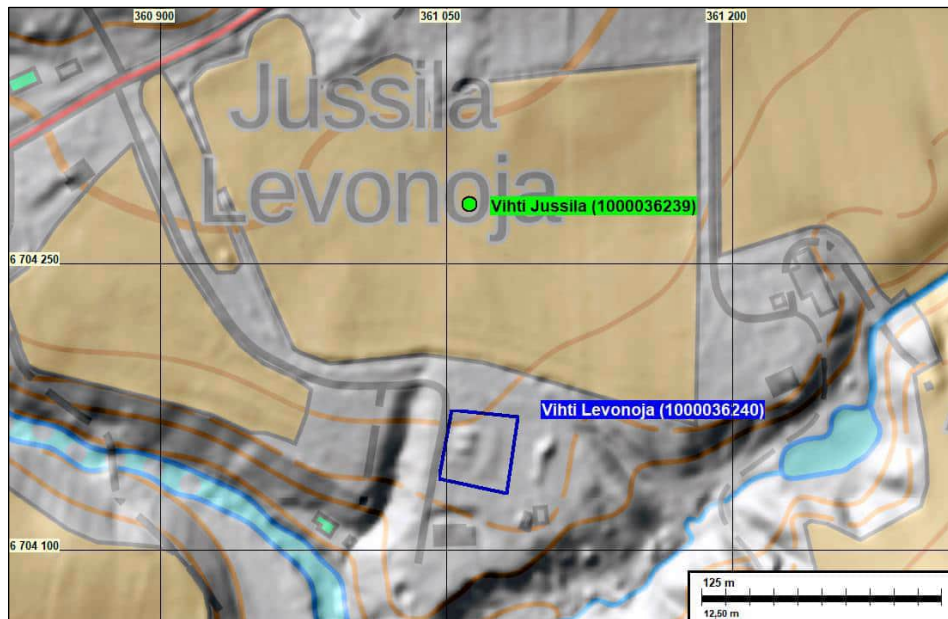 360 900
361 050
361 200
Jussila
Levonoja
Vihti Jussila (1000036239)
6 704 250
Vihti Levonoja (1000036240)
6 704 100
125 m
12,50 m